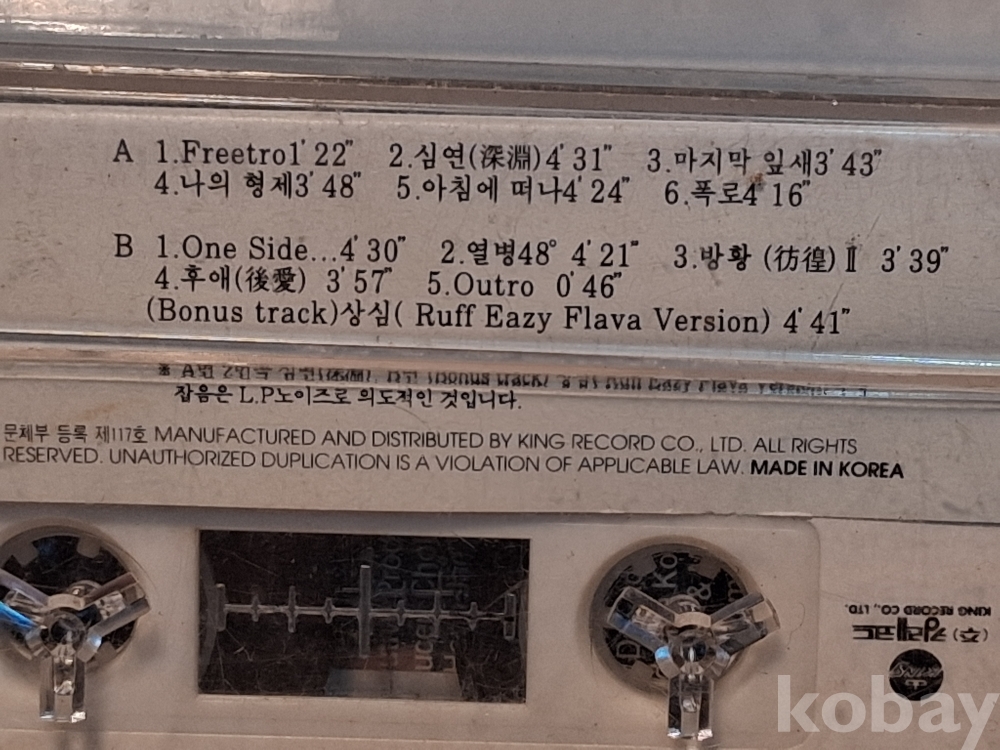 A 1.Freetro1' 22" 2.심연(深淵)4' 31" 3.마지막 잎새3' 43"
4.나의 형제3' 48" 5.아침에 떠나4' 24" 6.폭로4' 16"
B 1.One Side...4' 30" 2.열병48° 4' 21" 3.방황 (彷徨) Ⅱ 3' 39"
4.후애(後愛) 3' 57" 5.Outro 0' 46"
(Bonus track)상심( Ruff Eazy Flava Version) 4' 41"
잡음은 L.P노이즈로 의도적인 것입니다.
문체부 등록 제117호 MANUFACTURED AND DISTRIBUTED BY KING RECORD CO., LTD. ALL RIGHTS
RESERVED. UNAUTHORIZED DUPLICATION IS A VIOLATION OF APPLICABLE LAW. MADE IN KOREA
KING RECORD CO., LTD.
(주) 킹레코드
kobay